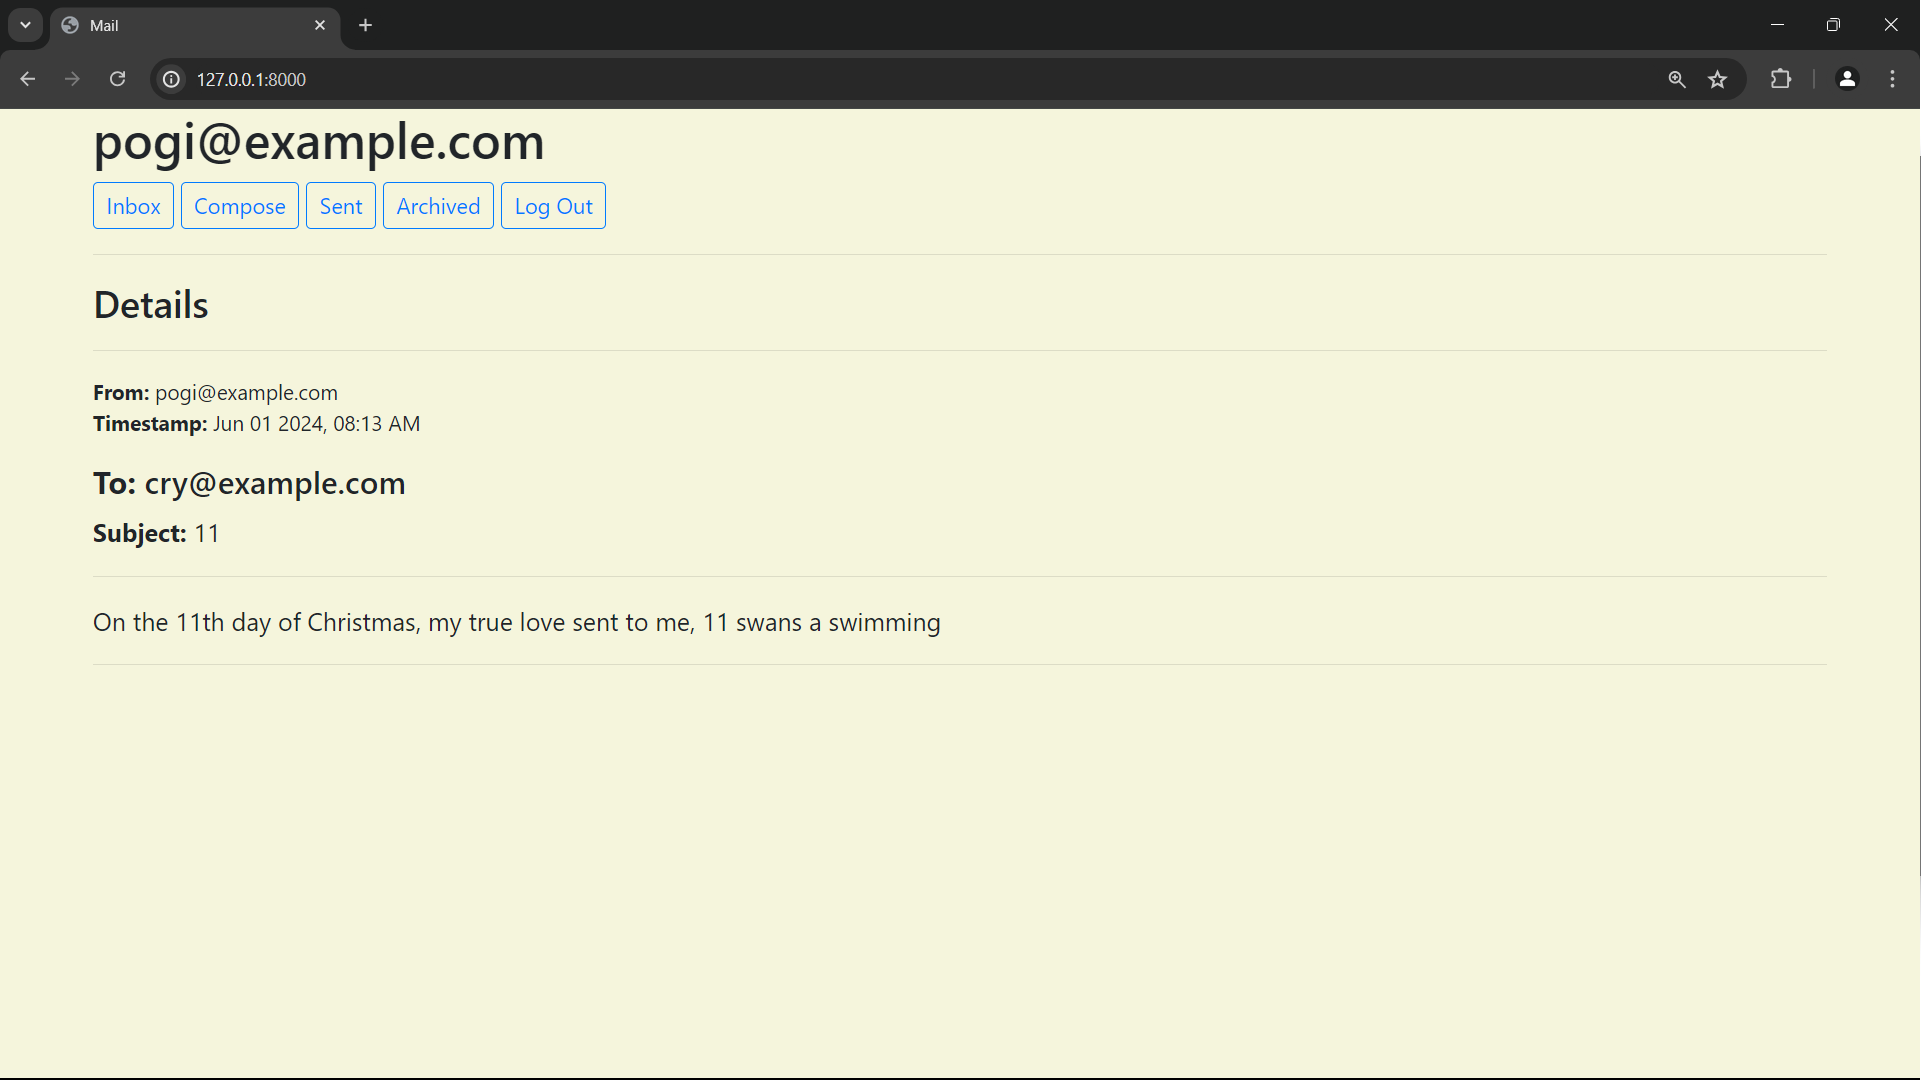 Mail
127.0.0.1:8000
pogi@example.com
Inbox Compose Sent Archived Log Out
Details
From: pogi@example.com
Timestamp: Jun 01 2024, 08:13 AM
To: cry@example.com
Subject: 11
On the 11th day of Christmas, my true love sent to me, 11 swans a swimming